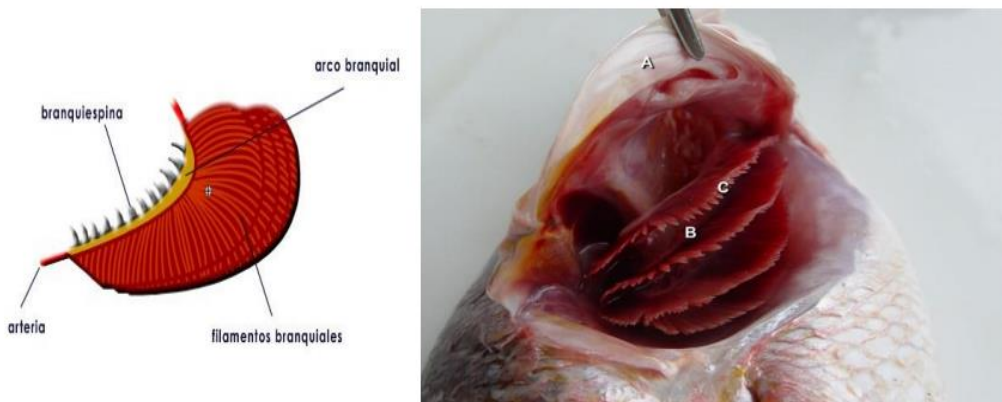 arco branquial
branquiespina
arteria
filamentos branquiales
A
C
B